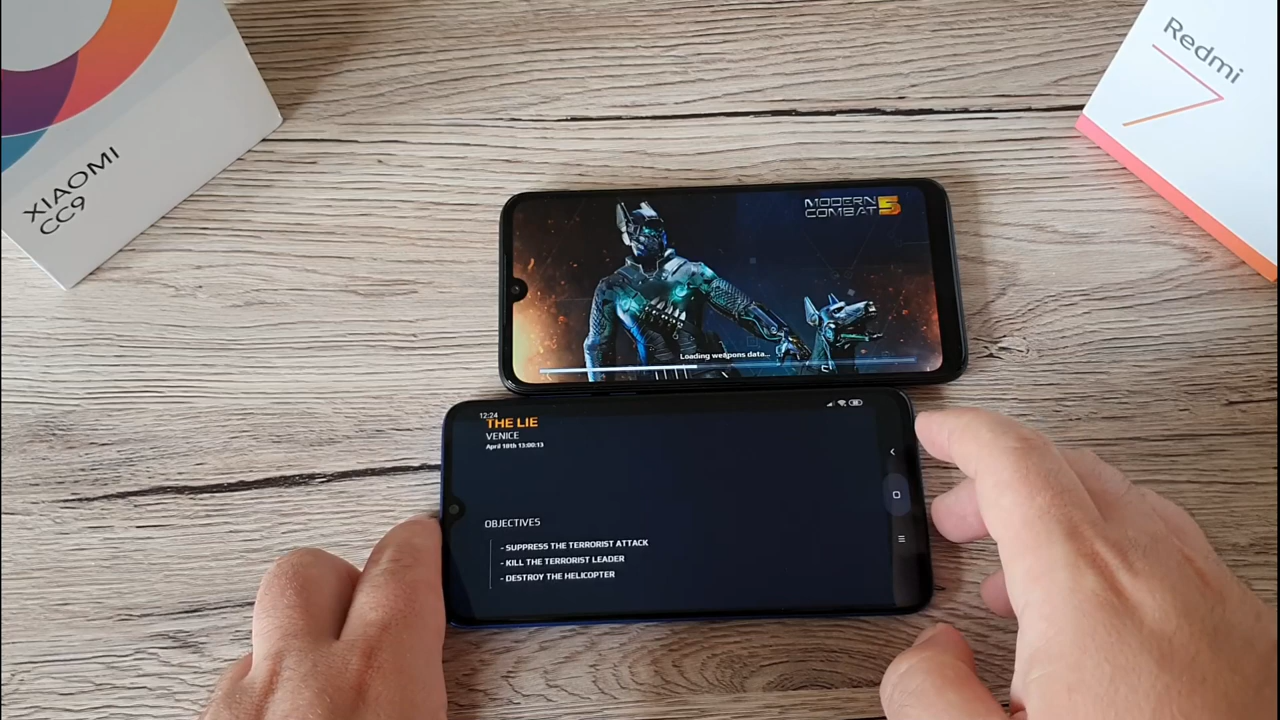 XIAOMI
CC9
Redmi
7
MODERN
COMBAT 5
Loading weapons data...
12:24
THE LIE
VENICE
April 18th 13:00:13
OBJECTIVES
- SUPPRESS THE TERRORIST ATTACK
- KILL THE TERRORIST LEADER
- DESTROY THE HELICOPTER